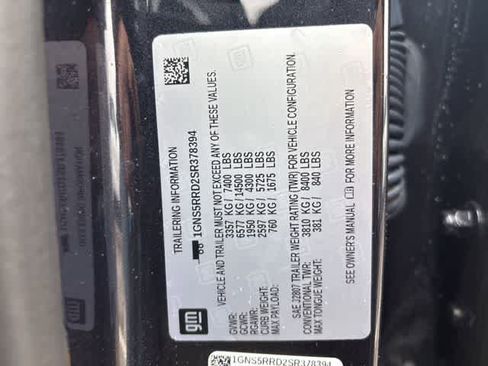 TRAILERING INFORMATION
1GNS5RRD2SR378394
VEHICLE AND TRAILER MUST NOT EXCEED ANY OF THESE VALUES.
GVWR: 3357 KG / 7400 LBS
GCWR: 6577 KG / 14500 LBS
RGAWR: 1950 KG / 4300 LBS
CURB WEIGHT: 2597 KG / 5725 LBS
MAX PAYLOAD: 760 KG / 1675 LBS
SAE J2807 TRAILER WEIGHT RATING (TWR) FOR VEHICLE CONFIGURATION.
CONVENTIONAL TWR: 3810 KG / 8400 LBS
MAX TONGUE WEIGHT: 381 KG / 840 LBS
SEE OWNER'S MANUAL FOR MORE INFORMATION
gm
1GNS5RRD2SR378394